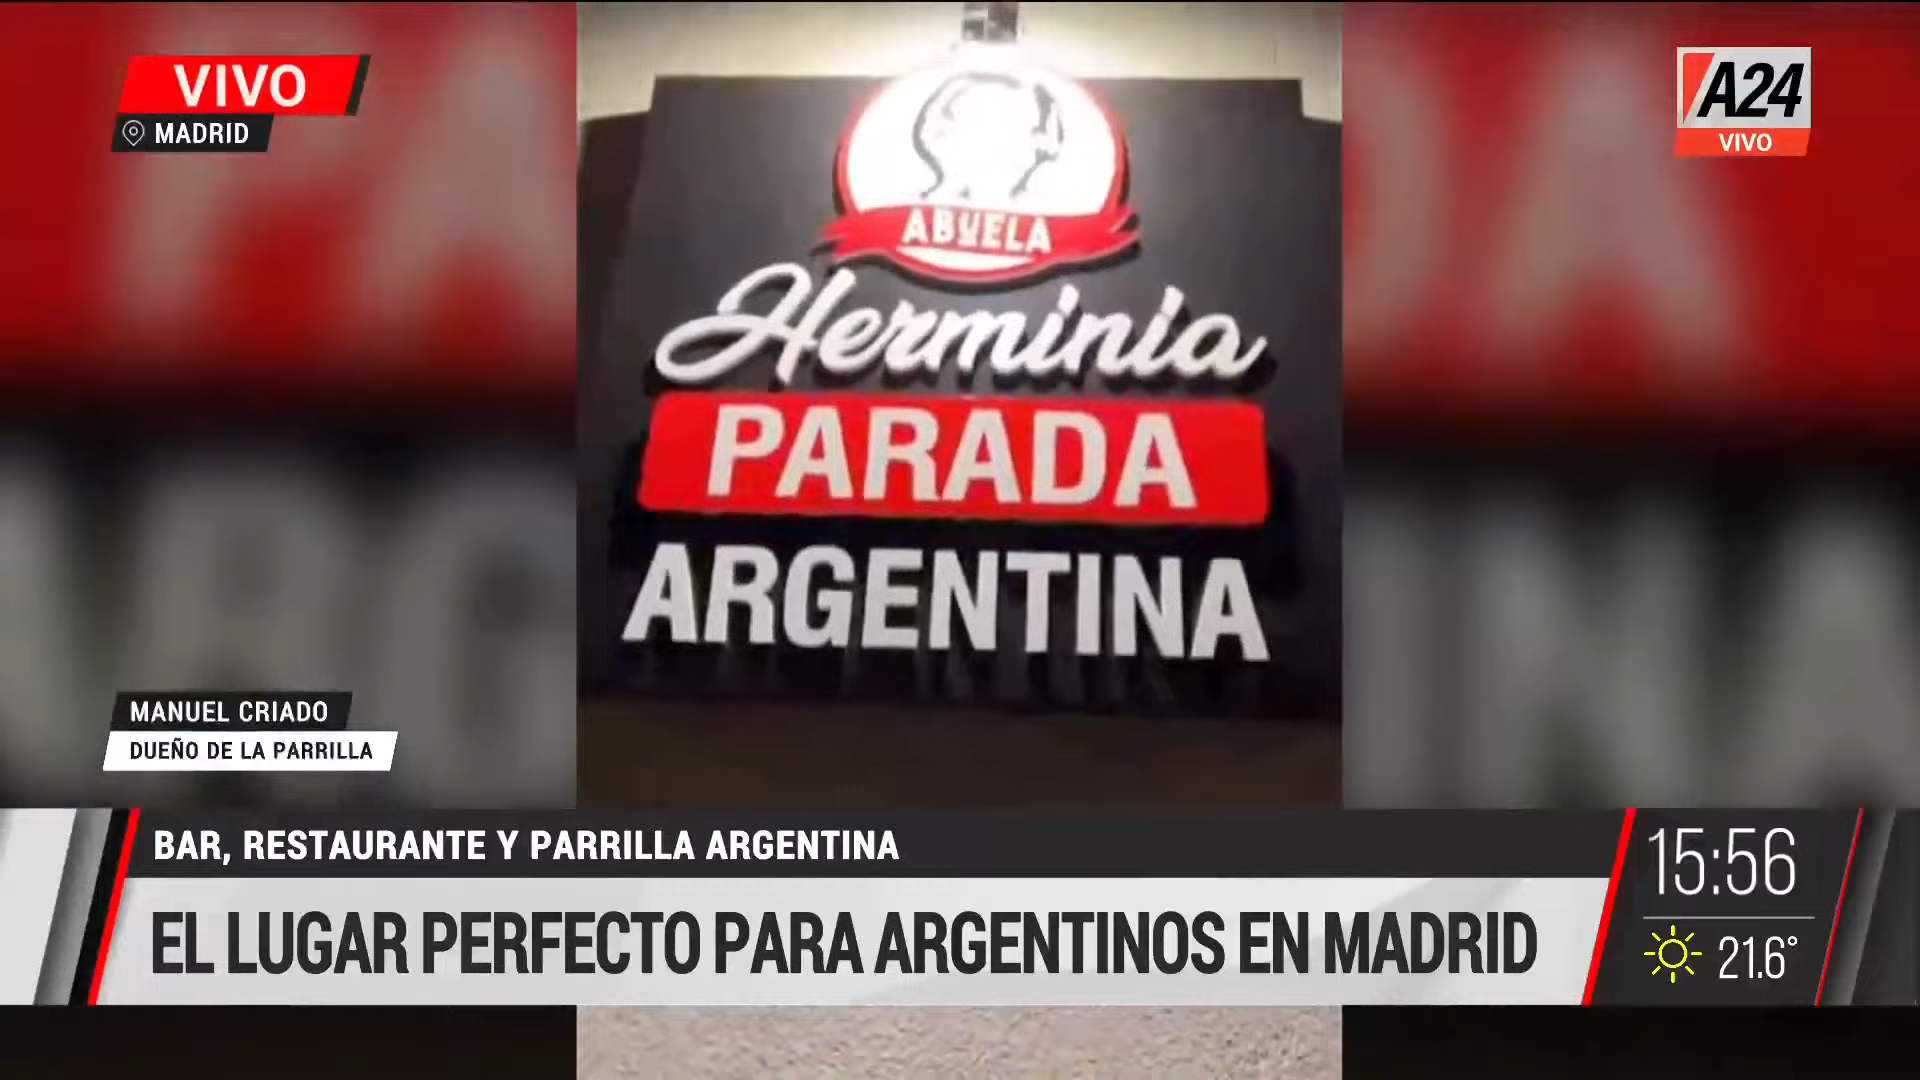 VIVO
MADRID
A24
VIVO
ABUELA
Herminia
PARADA
ARGENTINA
MANUEL CRIADO
DUEÑO DE LA PARRILLA
BAR, RESTAURANTE Y PARRILLA ARGENTINA
EL LUGAR PERFECTO PARA ARGENTINOS EN MADRID
15:56
21.6°